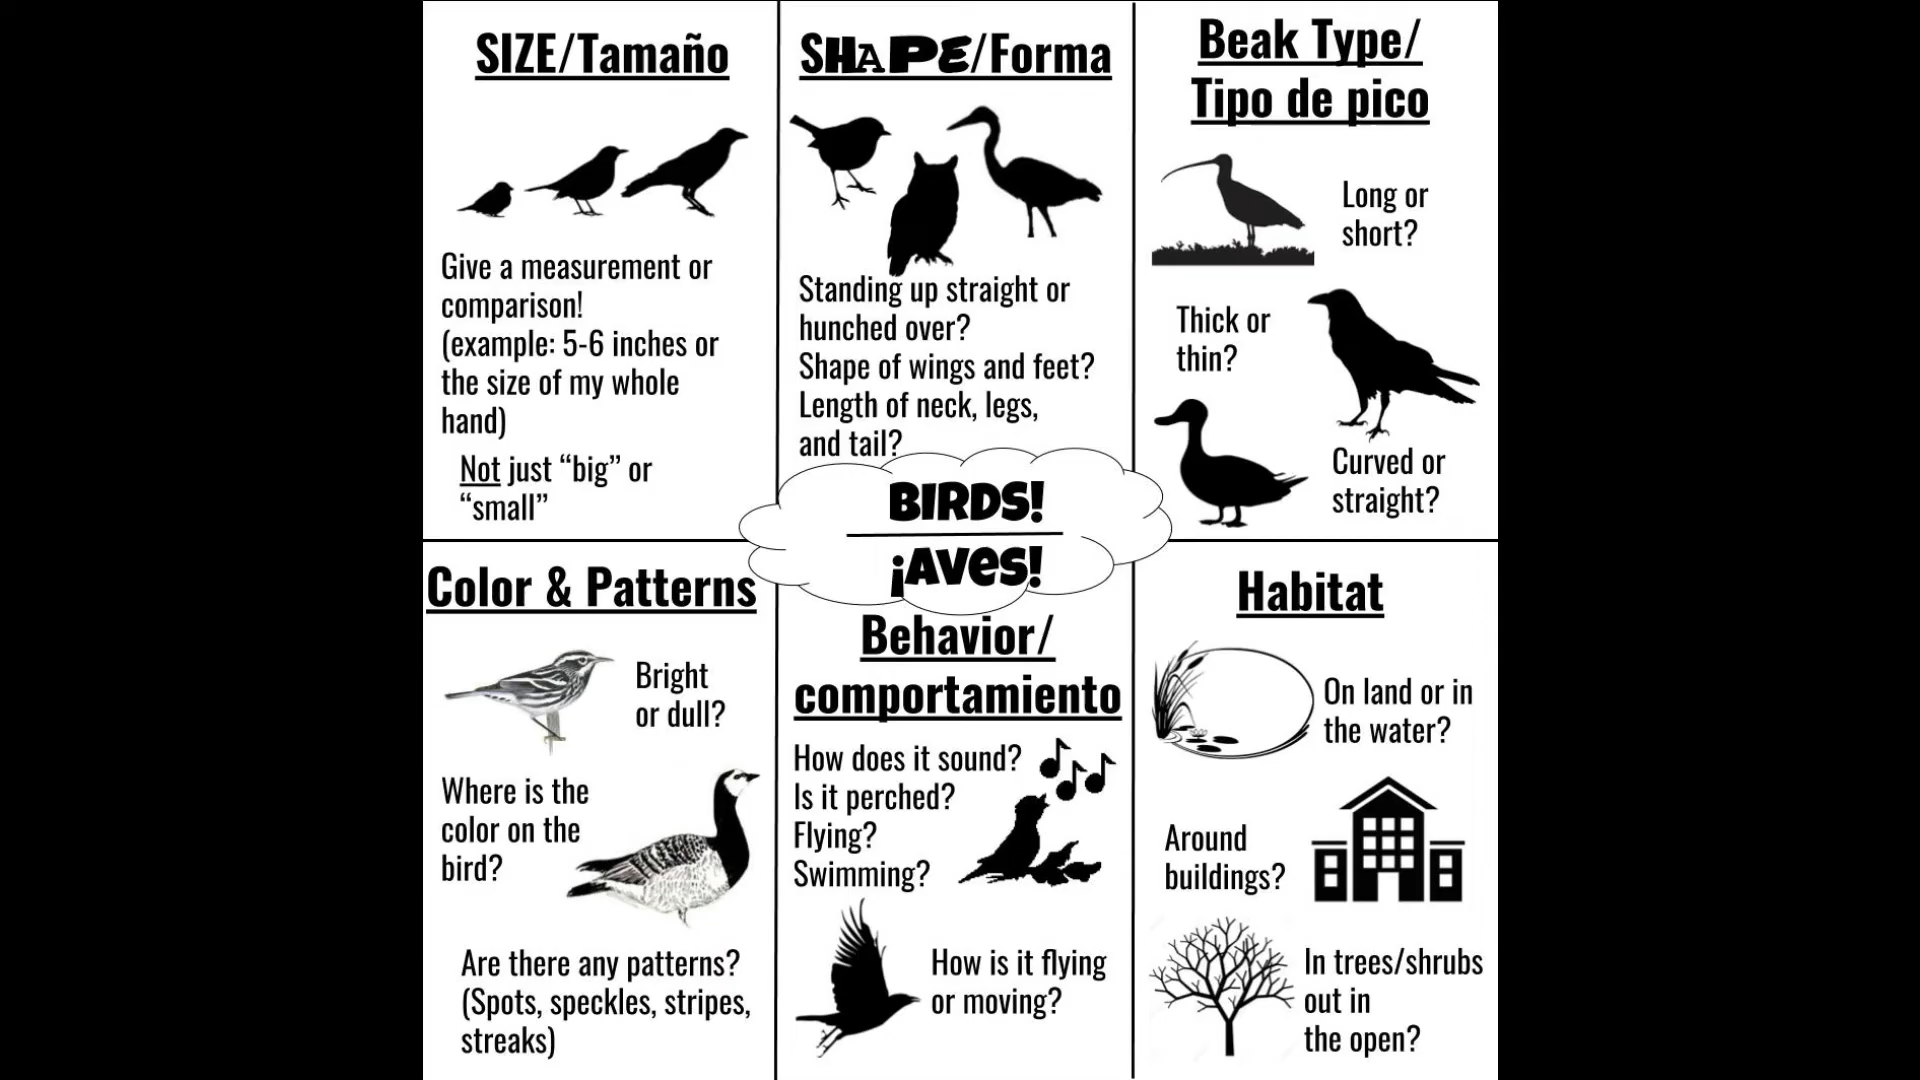 SIZE/Tamaño
Give a measurement or
comparison!
(example: 5-6 inches or
the size of my whole
hand)
Not just “big” or
“small”
SHAPE/Forma
Standing up straight or
hunched over?
Shape of wings and feet?
Length of neck, legs,
and tail?
Beak Type/
Tipo de pico
Long or
short?
Thick or
thin?
Curved or
straight?
BIRDS!
¡Aves!
Color & Patterns
Bright
or dull?
Where is the
color on the
bird?
Are there any patterns?
(Spots, speckles, stripes,
streaks)
Behavior/
comportamiento
How does it sound?
Is it perched?
Flying?
Swimming?
How is it flying
or moving?
Habitat
On land or in
the water?
Around
buildings?
In trees/shrubs
out in
the open?